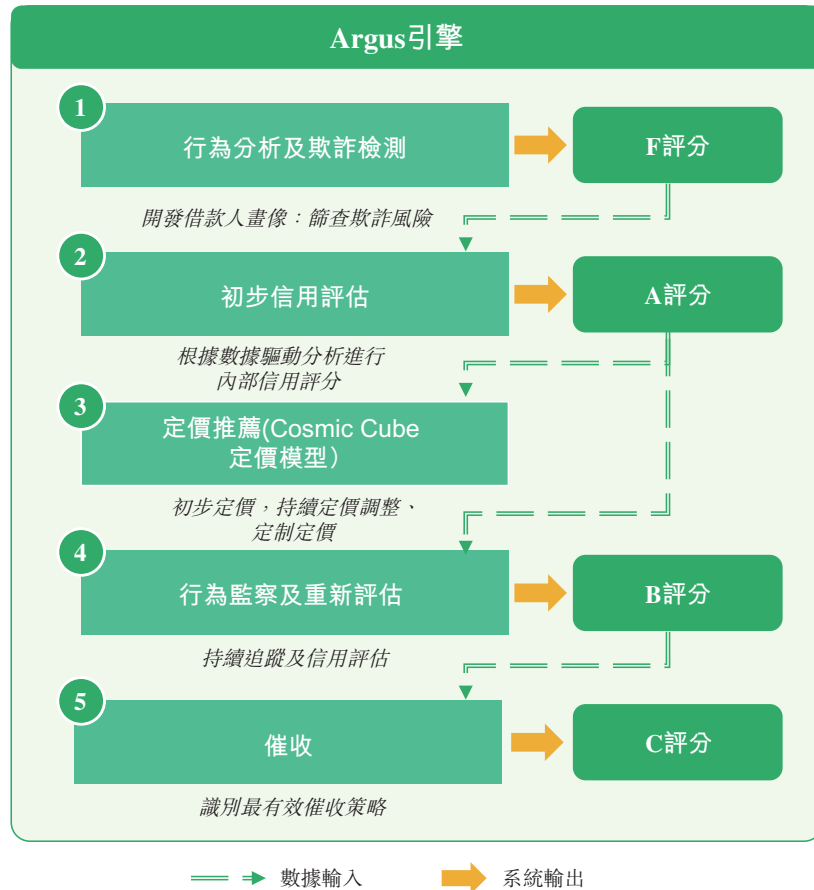 Argus引擎
1
行為分析及欺詐檢測
F評分
開發借款人畫像：篩查欺詐風險
2
初步信用評估
A評分
根據數據驅動分析進行
內部信用評分
3
定價推薦(Cosmic Cube
定價模型）
初步定價，持續定價調整、
定制定價
4
行為監察及重新評估
B評分
持續追蹤及信用評估
5
催收
C評分
識別最有效催收策略
數據輸入
系統輸出